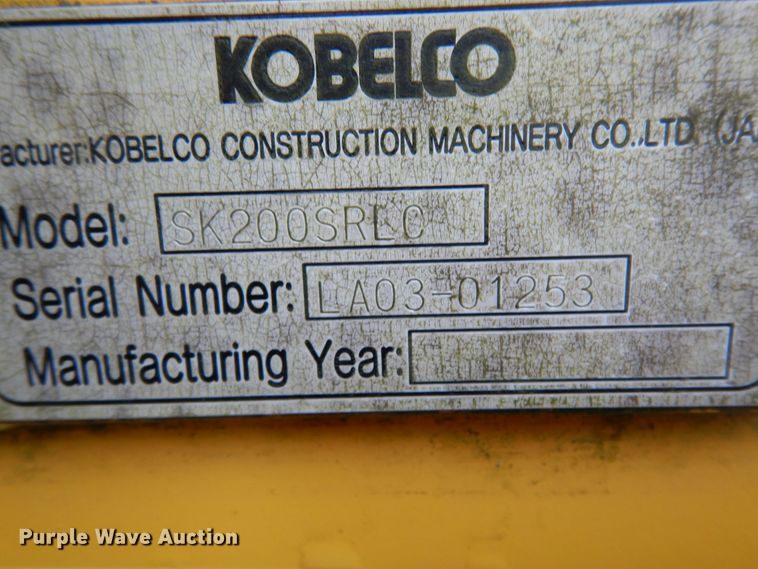 KOBELCO
acturer:KOBELCO CONSTRUCTION MACHINERY CO.,LTD (JA
Model: SK200SRLC
Serial Number: LA03-01253
Manufacturing Year:
Purple Wave Auction